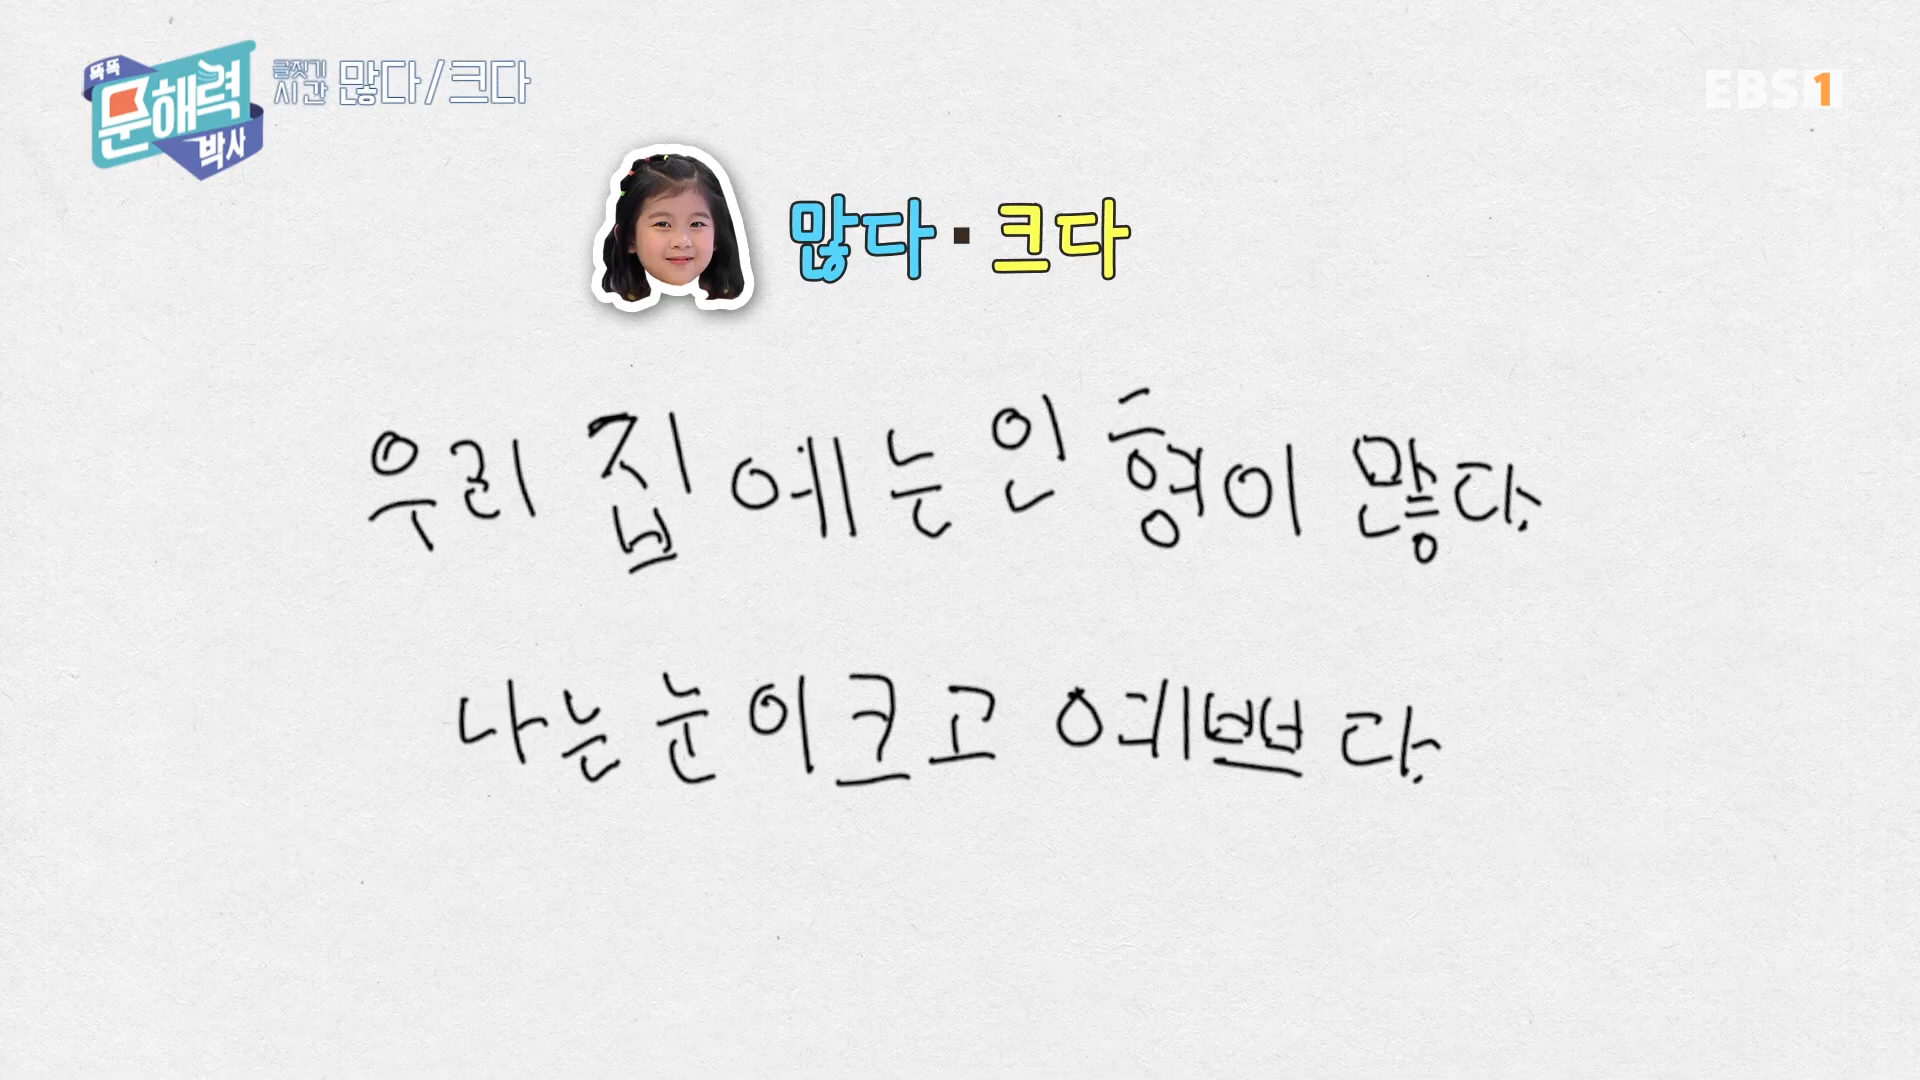 똑똑
문해력
박사
글짓기
시간 많다/크다
EBS 1
많다·크다
우리 집에는 인형이 많다.
나는 눈이 크고 예쁘다.